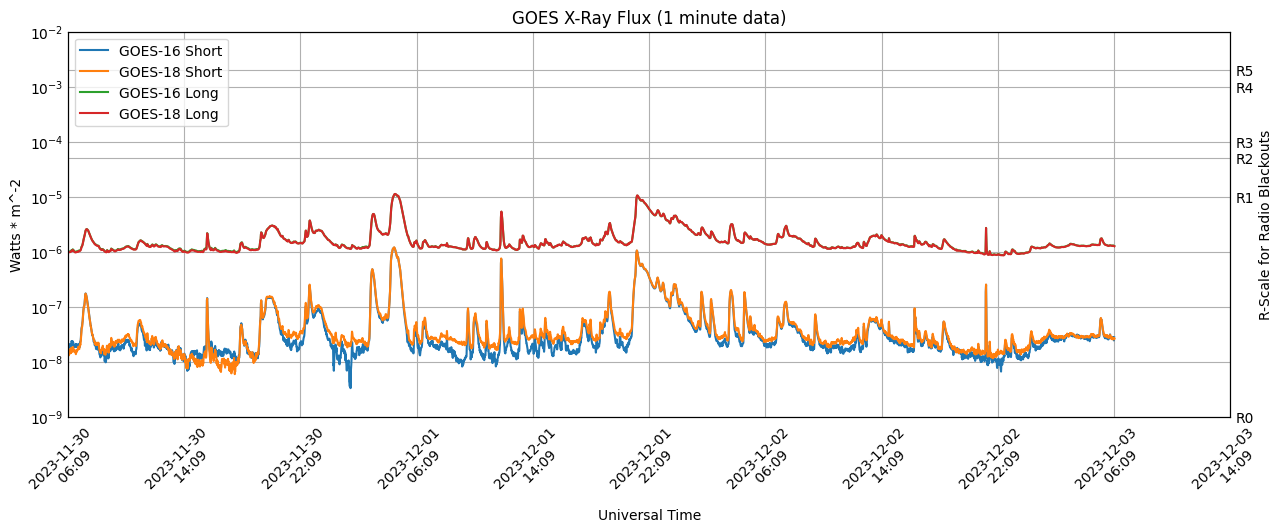 GOES X-Ray Flux (1 minute data)
GOES-16 Short
GOES-18 Short
GOES-16 Long
GOES-18 Long
Watts * m^-2
10^-2
10^-3
10^-4
10^-5
10^-6
10^-7
10^-8
10^-9
R5
R4
R3
R2
R1
R0
R-Scale for Radio Blackouts
2023-11-30
06:09
2023-11-30
14:09
2023-11-30
22:09
2023-12-01
06:09
2023-12-01
14:09
2023-12-01
22:09
2023-12-02
06:09
2023-12-02
14:09
2023-12-02
22:09
2023-12-03
06:09
2023-12-03
14:09
Universal Time